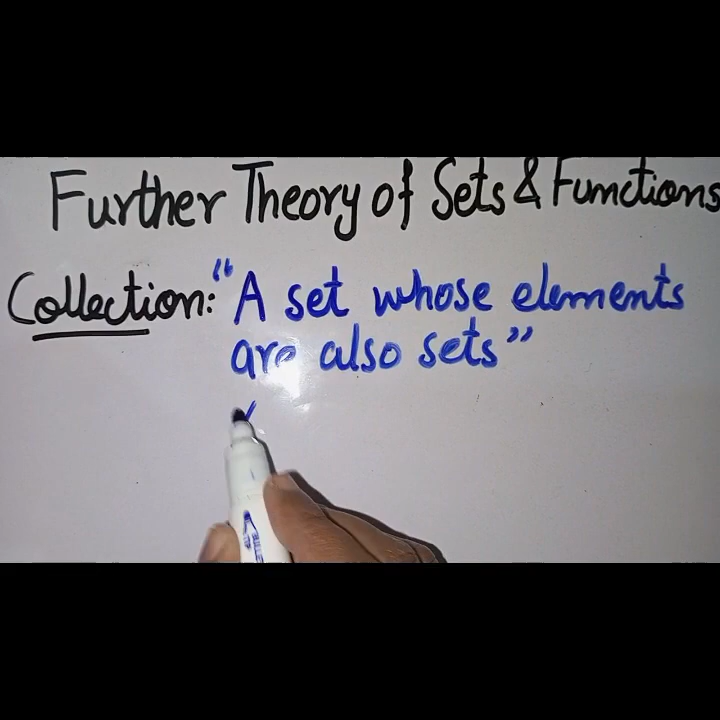 Further Theory of Sets & Functions
Collection: "A set whose elements
are also sets"